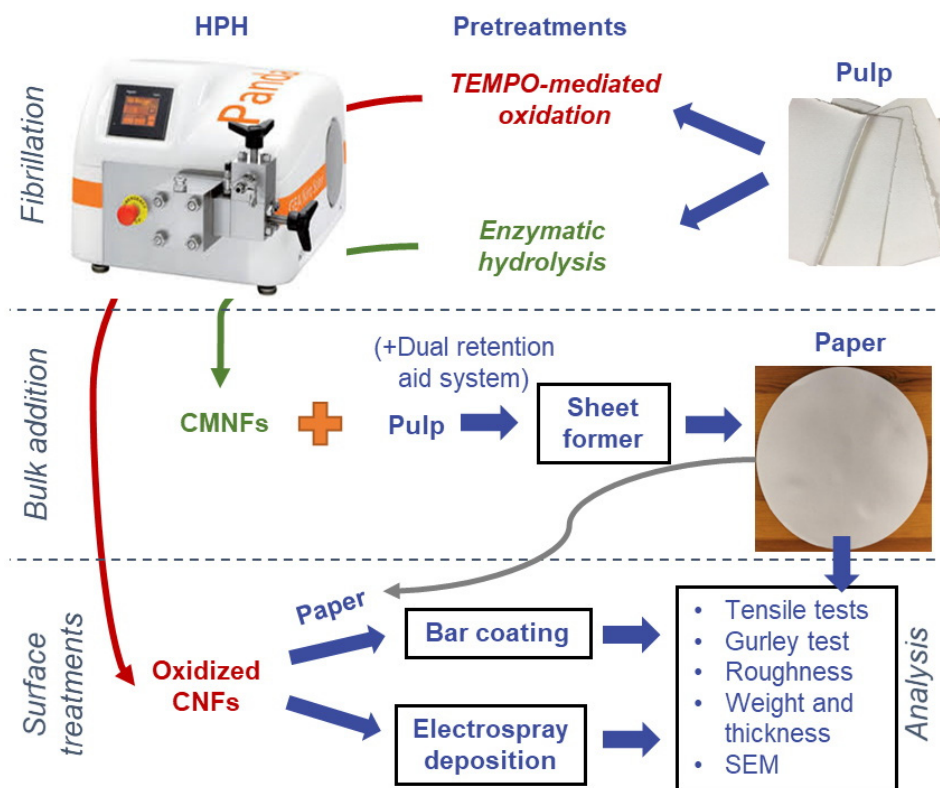 HPH
Pretreatments
Pulp
Panda
TEMPO-mediated
oxidation
Enzymatic
hydrolysis
Fibrillation
(+Dual retention
aid system)
Paper
CMNFs
Pulp
Sheet
former
Bulk addition
Paper
Bar coating
Oxidized
CNFs
Electrospray
deposition
• Tensile tests
• Gurley test
• Roughness
• Weight and
thickness
• SEM
Surface
treatments
Analysis